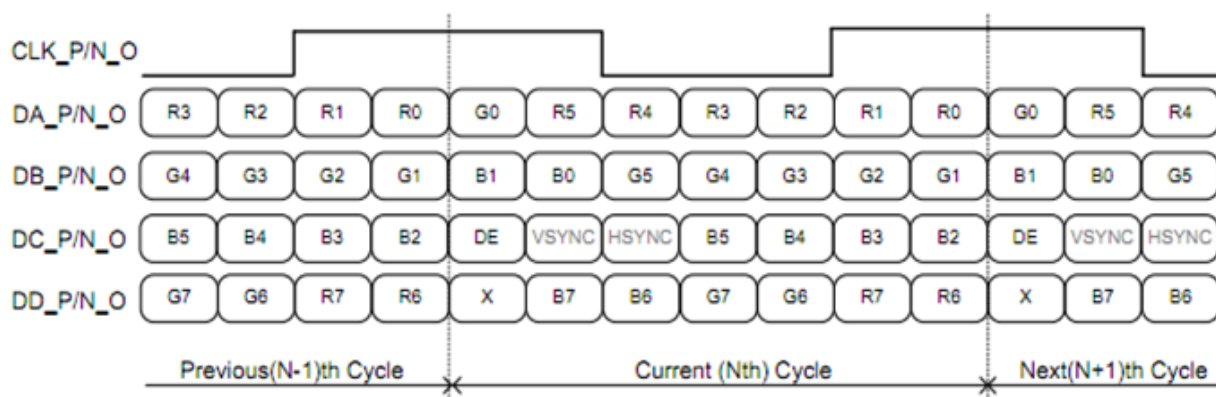 CLK_P/N_O
DA_P/N_O R3 R2 R1 R0 G0 R5 R4 R3 R2 R1 R0 G0 R5 R4
DB_P/N_O G4 G3 G2 G1 B1 B0 G5 G4 G3 G2 G1 B1 B0 G5
DC_P/N_O B5 B4 B3 B2 DE VSYNC HSYNC B5 B4 B3 B2 DE VSYNC HSYNC
DD_P/N_O G7 G6 R7 R6 X B7 B6 G7 G6 R7 R6 X B7 B6
Previous(N-1)th Cycle Current (Nth) Cycle Next(N+1)th Cycle